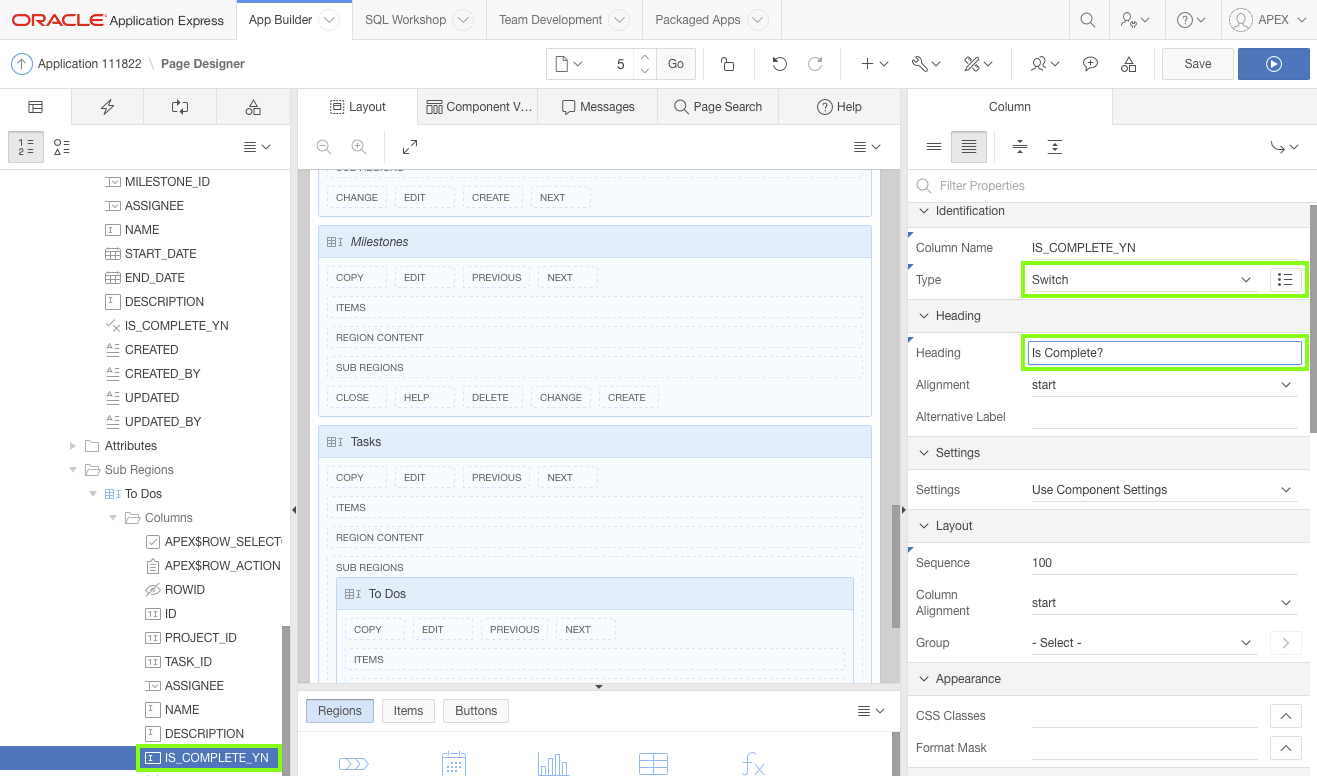 ORACLE Application Express
App Builder
SQL Workshop
Team Development
Packaged Apps
APEX
Application 111822 \ Page Designer
5
Go
Save
Layout
Component V...
Messages
Page Search
Help
Column
MILESTONE_ID
ASSIGNEE
NAME
START_DATE
END_DATE
DESCRIPTION
IS_COMPLETE_YN
CREATED
CREATED_BY
UPDATED
UPDATED_BY
Attributes
Sub Regions
To Dos
Columns
APEX$ROW_SELECTO
APEX$ROW_ACTION
ROWID
ID
PROJECT_ID
TASK_ID
ASSIGNEE
NAME
DESCRIPTION
IS_COMPLETE_YN
SUB REGIONS
CHANGE EDIT CREATE NEXT
Milestones
COPY EDIT PREVIOUS NEXT
ITEMS
REGION CONTENT
SUB REGIONS
CLOSE HELP DELETE CHANGE CREATE
Tasks
COPY EDIT PREVIOUS NEXT
ITEMS
REGION CONTENT
SUB REGIONS
To Dos
COPY EDIT PREVIOUS NEXT
ITEMS
Regions Items Buttons
Filter Properties
Identification
Column Name IS_COMPLETE_YN
Type Switch
Heading
Heading Is Complete?
Alignment start
Alternative Label
Settings
Settings Use Component Settings
Layout
Sequence 100
Column
Alignment start
Group - Select -
Appearance
CSS Classes
Format Mask